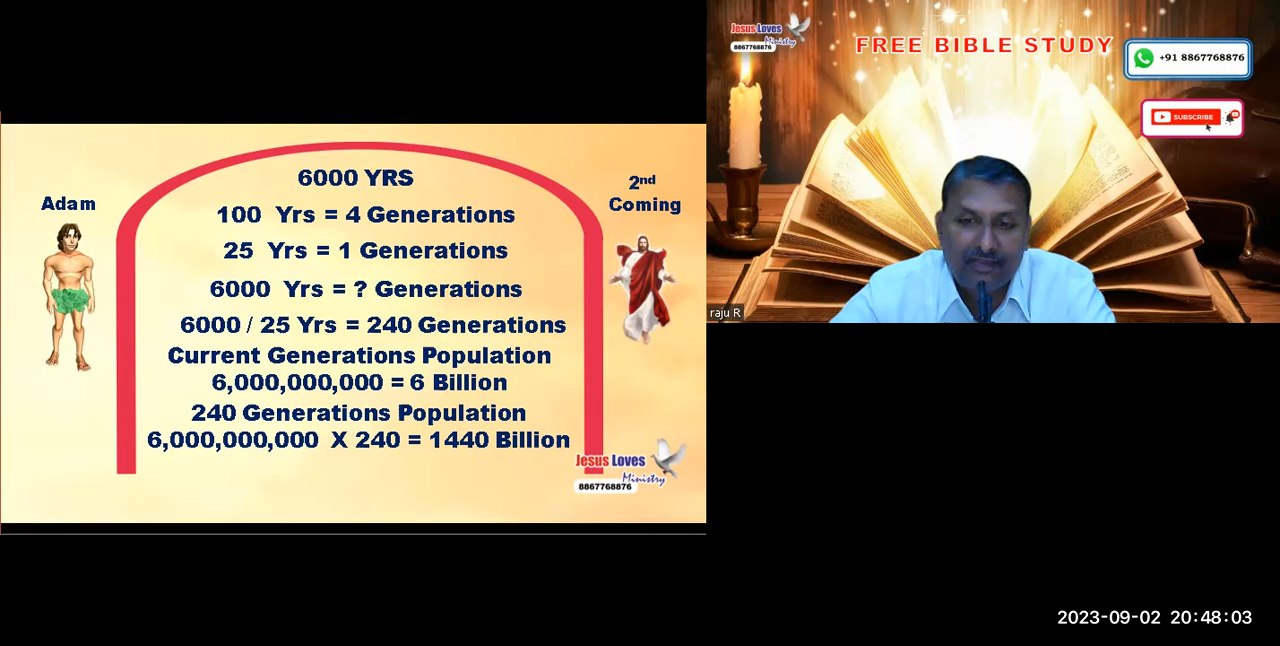 6000 YRS
100 Yrs = 4 Generations
25 Yrs = 1 Generations
6000 Yrs = ? Generations
6000 / 25 Yrs = 240 Generations
Current Generations Population
6,000,000,000 = 6 Billion
240 Generations Population
6,000,000,000 X 240 = 1440 Billion
Adam
2nd
Coming
Jesus Loves
Ministry
8867768876
Jesus Loves
Ministry
8867768876
FREE BIBLE STUDY
+91 8867768876
SUBSCRIBE
raju R
2023-09-02 20:48:03